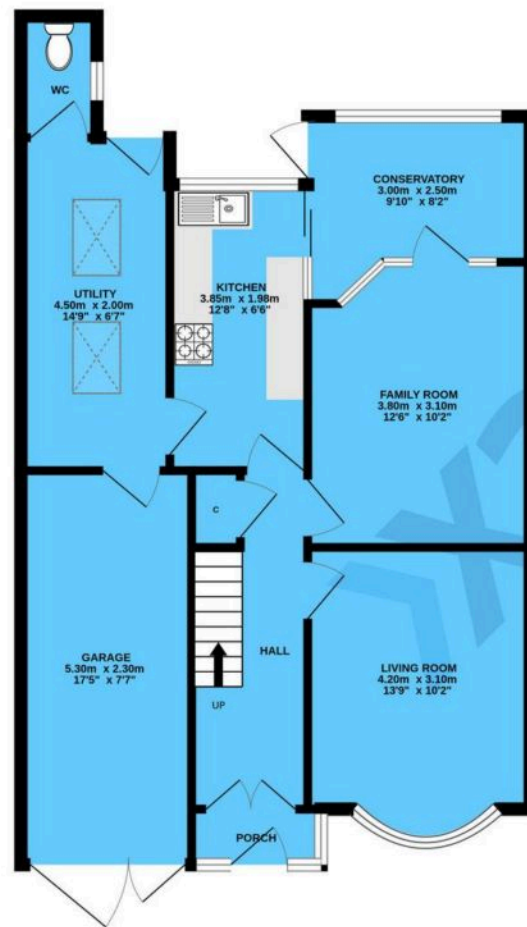 WC
CONSERVATORY
3.00m x 2.50m
9'10" x 8'2"
UTILITY
4.50m x 2.00m
14'9" x 6'7"
KITCHEN
3.85m x 1.98m
12'8" x 6'6"
FAMILY ROOM
3.80m x 3.10m
12'6" x 10'2"
C
GARAGE
5.30m x 2.30m
17'5" x 7'7"
HALL
LIVING ROOM
4.20m x 3.10m
13'9" x 10'2"
UP
PORCH